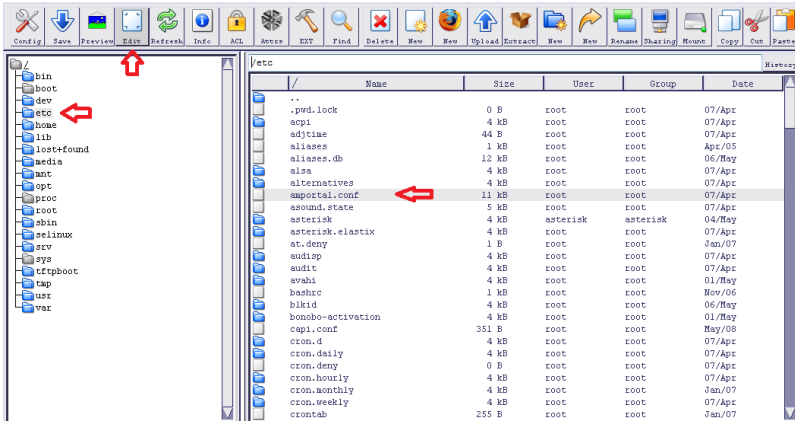 Config Save Preview Edit Refresh Info ACL Attrs EXT Find Delete New New Upload Extract New New Rename Sharing Mount Copy Cut Paste
/
bin
boot
dev
etc
home
lib
lost+found
media
mnt
opt
proc
root
sbin
selinux
srv
sys
tftpboot
tmp
usr
var
/etc
History
/ Name Size User Group Date
..
.pwd.lock 0 B root root 07/Apr
acpi 4 kB root root 07/Apr
adjtime 44 B root root 07/Apr
aliases 1 kB root root Apr/05
aliases.db 12 kB root root 06/May
alsa 4 kB root root 07/Apr
alternatives 4 kB root root 07/Apr
amportal.conf 11 kB root root 07/Apr
asound.state 5 kB root root 07/Apr
asterisk 4 kB asterisk asterisk 04/May
asterisk.elastix 4 kB root root 07/Apr
at.deny 1 B root root Jan/07
audisp 4 kB root root 07/Apr
audit 4 kB root root 07/Apr
avahi 4 kB root root 01/May
bashrc 1 kB root root Nov/06
blkid 4 kB root root 06/May
bonobo-activation 4 kB root root 01/May
capi.conf 351 B root root May/08
cron.d 4 kB root root 07/Apr
cron.daily 4 kB root root 07/Apr
cron.deny 0 B root root 07/Apr
cron.hourly 4 kB root root 07/Apr
cron.monthly 4 kB root root Jan/07
cron.weekly 4 kB root root 07/Apr
crontab 255 B root root Jan/07